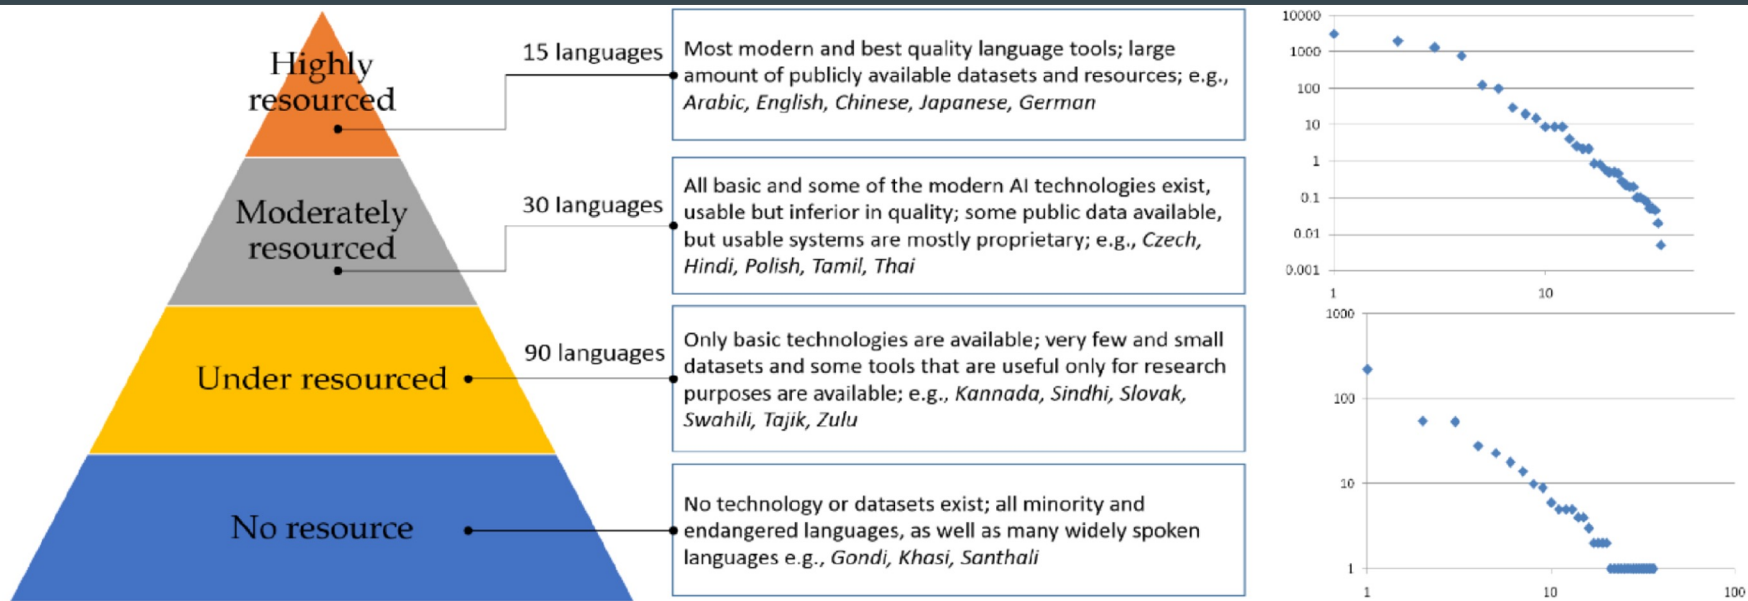 Highly
resourced
15 languages
Most modern and best quality language tools; large
amount of publicly available datasets and resources; e.g.,
Arabic, English, Chinese, Japanese, German
Moderately
resourced
30 languages
All basic and some of the modern AI technologies exist,
usable but inferior in quality; some public data available,
but usable systems are mostly proprietary; e.g., Czech,
Hindi, Polish, Tamil, Thai
Under resourced
90 languages
Only basic technologies are available; very few and small
datasets and some tools that are useful only for research
purposes are available; e.g., Kannada, Sindhi, Slovak,
Swahili, Tajik, Zulu
No resource
No technology or datasets exist; all minority and
endangered languages, as well as many widely spoken
languages e.g., Gondi, Khasi, Santhali
10000
1000
100
10
1
0.1
0.01
0.001
1 10
1000
100
10
1
1 10 100